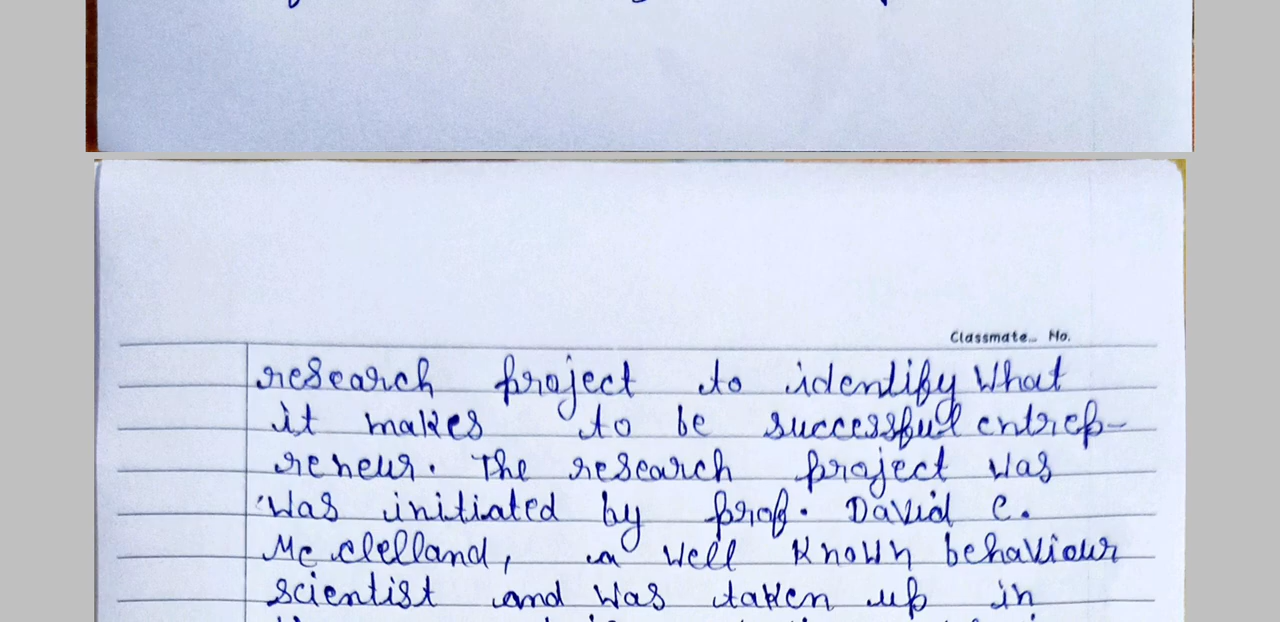 Classmate No.
research project to identify What
it makes to be successful entrep-
reneur. The research project was
was initiated by prof. David C.
Mc clelland, a well known behaviour
scientist and was taken up in